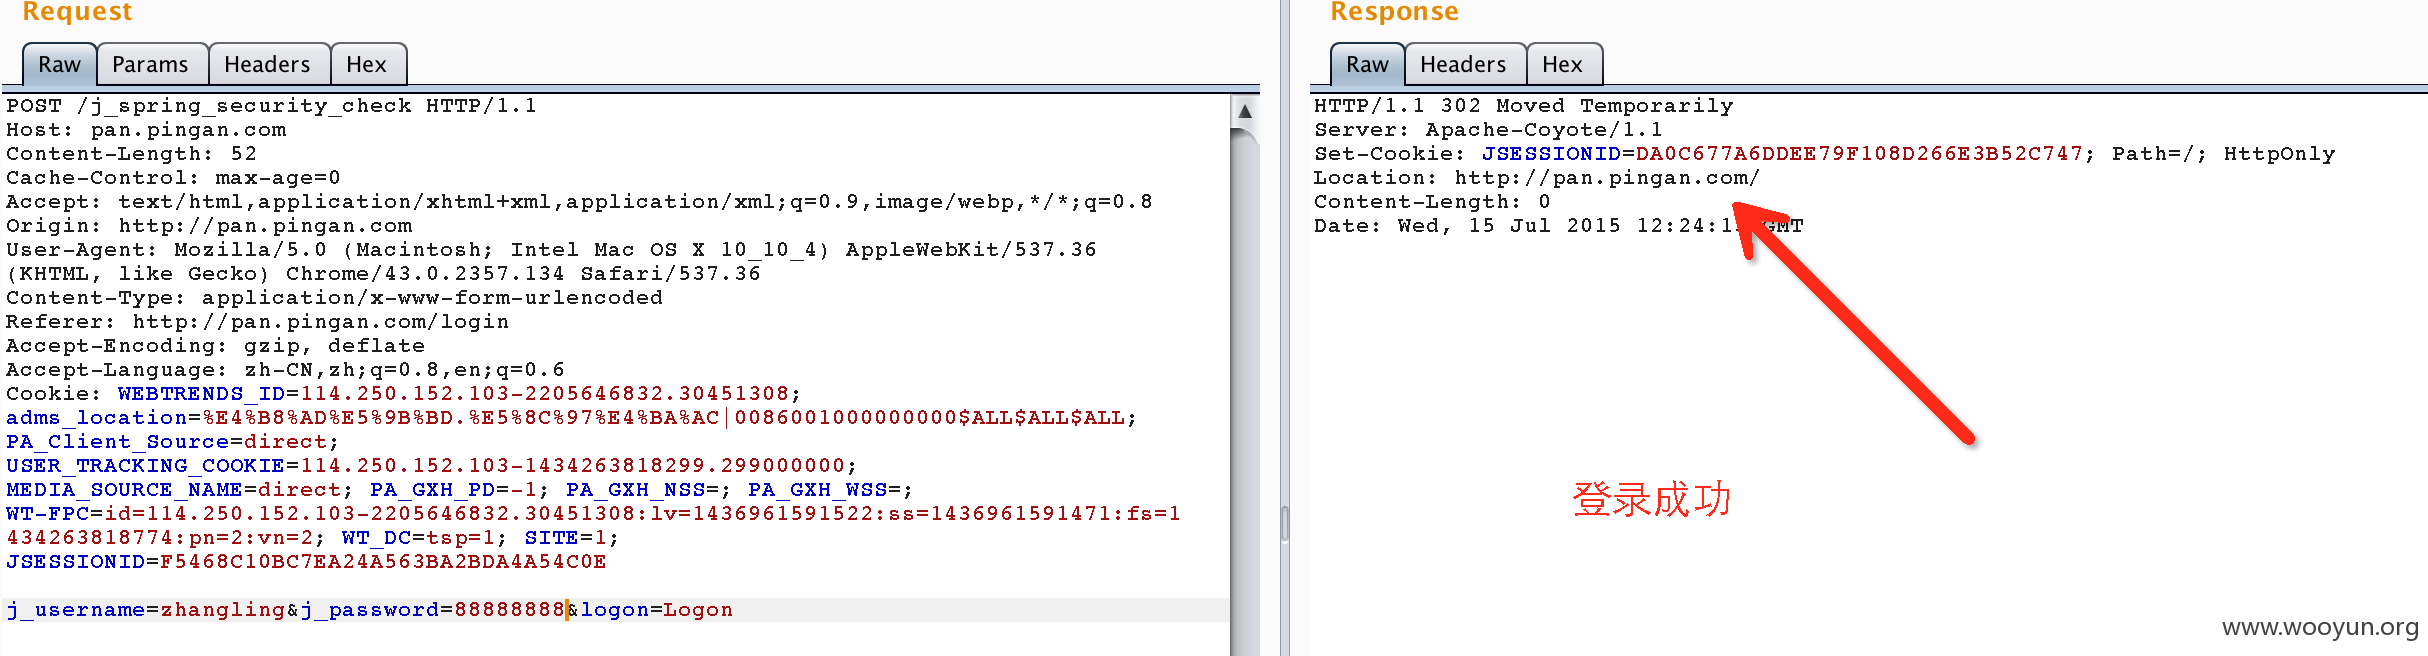 Request
Raw Params Headers Hex
POST /j_spring_security_check HTTP/1.1
Host: pan.pingan.com
Content-Length: 52
Cache-Control: max-age=0
Accept: text/html,application/xhtml+xml,application/xml;q=0.9,image/webp,*/*;q=0.8
Origin: http://pan.pingan.com
User-Agent: Mozilla/5.0 (Macintosh; Intel Mac OS X 10_10_4) AppleWebKit/537.36
(KHTML, like Gecko) Chrome/43.0.2357.134 Safari/537.36
Content-Type: application/x-www-form-urlencoded
Referer: http://pan.pingan.com/login
Accept-Encoding: gzip, deflate
Accept-Language: zh-CN,zh;q=0.8,en;q=0.6
Cookie: WEBTRENDS_ID=114.250.152.103-2205646832.30451308;
adms_location=%E4%B8%AD%E5%9B%BD.%E5%8C%97%E4%BA%AC|0086001000000000$ALL$ALL$ALL;
PA_Client_Source=direct;
USER_TRACKING_COOKIE=114.250.152.103-1434263818299.299000000;
MEDIA_SOURCE_NAME=direct; PA_GXH_PD=-1; PA_GXH_NSS=; PA_GXH_WSS=;
WT-FPC=id=114.250.152.103-2205646832.30451308:lv=1436961591522:ss=1436961591471:fs=1
434263818774:pn=2:vn=2; WT_DC=tsp=1; SITE=1;
JSESSIONID=F5468C10BC7EA24A563BA2BDA4A54C0E
j_username=zhangling&j_password=88888888&logon=Logon
Response
Raw Headers Hex
HTTP/1.1 302 Moved Temporarily
Server: Apache-Coyote/1.1
Set-Cookie: JSESSIONID=DA0C677A6DDEE79F108D266E3B52C747; Path=/; HttpOnly
Location: http://pan.pingan.com/
Content-Length: 0
Date: Wed, 15 Jul 2015 GMT
登录成功
www.wooyun.org